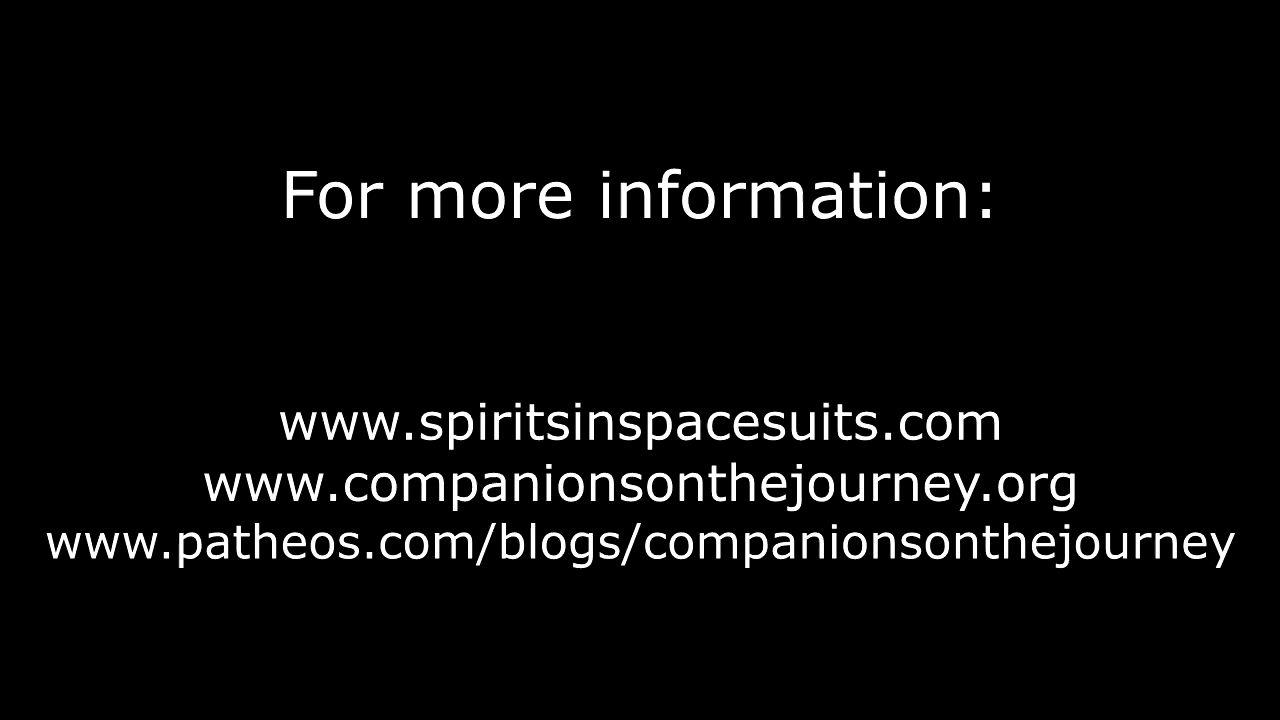 For more information:
www.spiritsinspacesuits.com
www.companionsonthejourney.org
www.patheos.com/blogs/companionsonthejourney